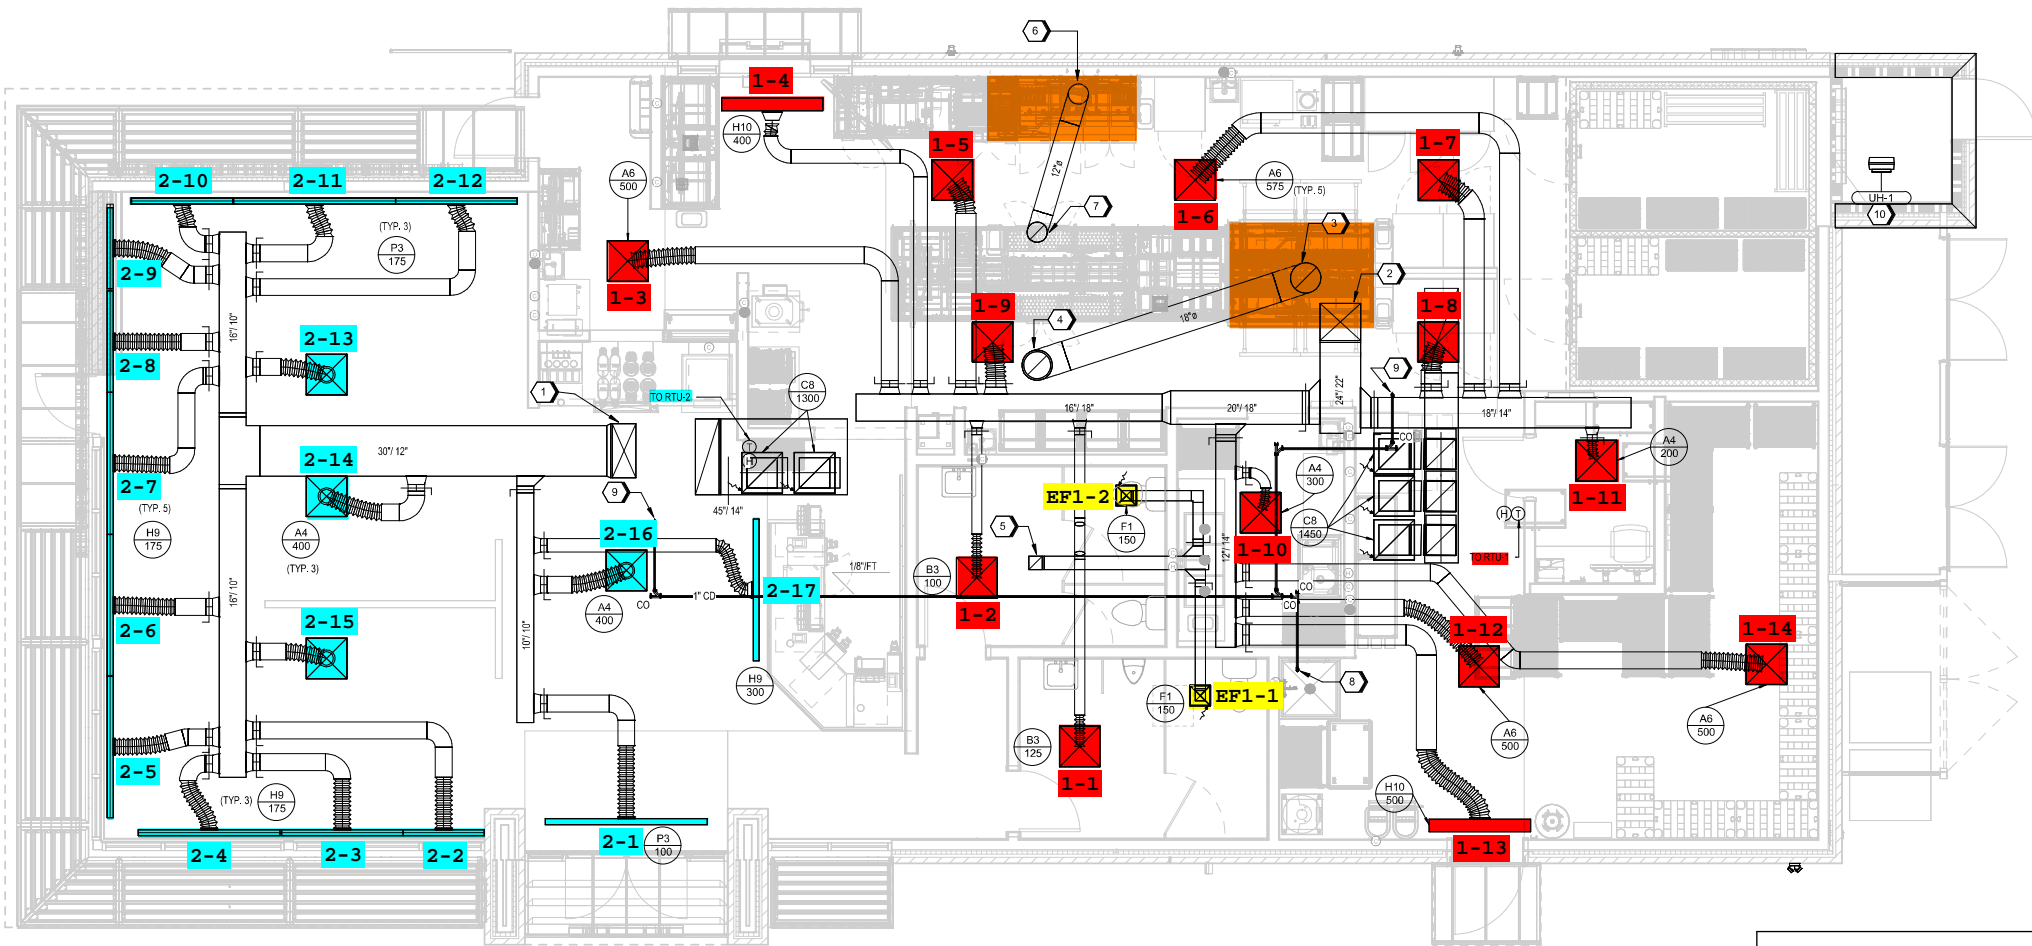 6
1-4
H10
400
1-5
1-7
2-10
2-11
2-12
A6
500
12"ø
A6
575
(TYP. 5)
1-6
UH-1
10
7
3
(TYP. 3)
P3
175
2-9
1-3
2
1-9
1-8
4
18"ø
16"/ 10"
2-13
2-8
9
1
TO RTU-2
C8
1300
24"/ 22"
16"/ 18"
20"/ 18"
18"/ 14"
CO
30"/ 12"
2-14
T
H
A4
200
2-7
(TYP. 5)
H9
175
A4
400
(TYP. 3)
9
45"/ 14"
EF1-2
F1
150
A4
300
1-11
C8
1450
H
T
5
10"/ 10"
2-16
1-10
12"/ 14"
TO RTU-1
16"/ 10"
1/8"/FT
B3
100
2-17
CO
1" CD
CO
CO
2-6
2-15
A4
400
1-2
1-12
1-14
H9
300
F1
150
EF1-1
8
A6
500
A6
500
B3
125
2-5
1-1
(TYP. 3)
H9
175
H10
500
2-4
2-3
2-2
2-1
P3
100
1-13